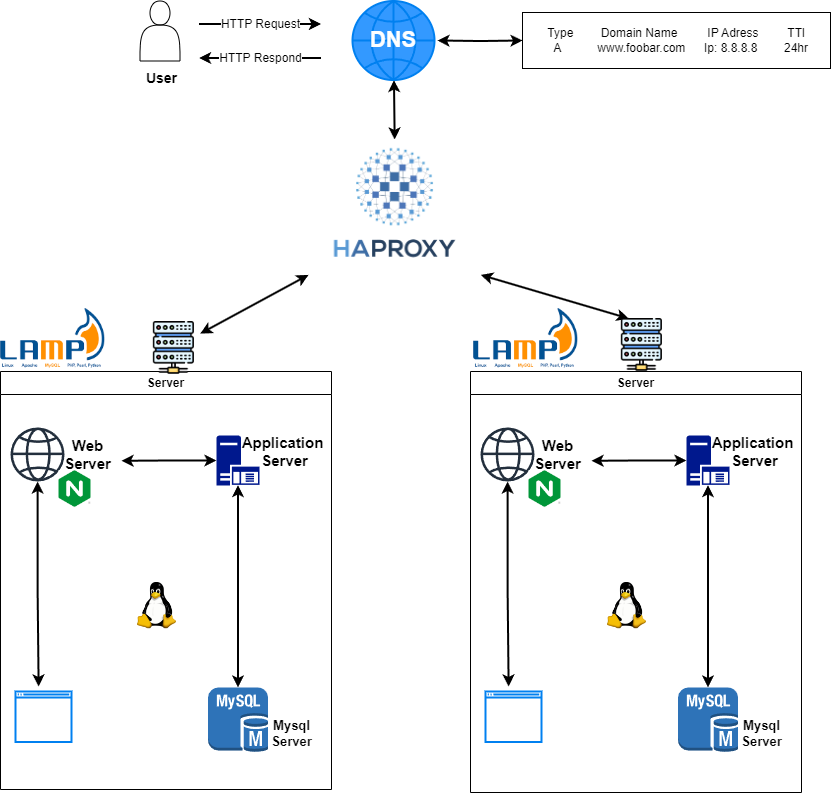 HTTP Request
HTTP Respond
User
DNS
Type Domain Name IP Adress TTI
A www.foobar.com Ip: 8.8.8.8 24hr
HAPROXY
LAMP
Linux Apache MySQL PHP, Pearl, Python
Server
Web
Server
N
Application
Server
MySQL
M
Mysql
Server
LAMP
Linux Apache MySQL PHP, Pearl, Python
Server
Web
Server
N
Application
Server
MySQL
M
Mysql
Server